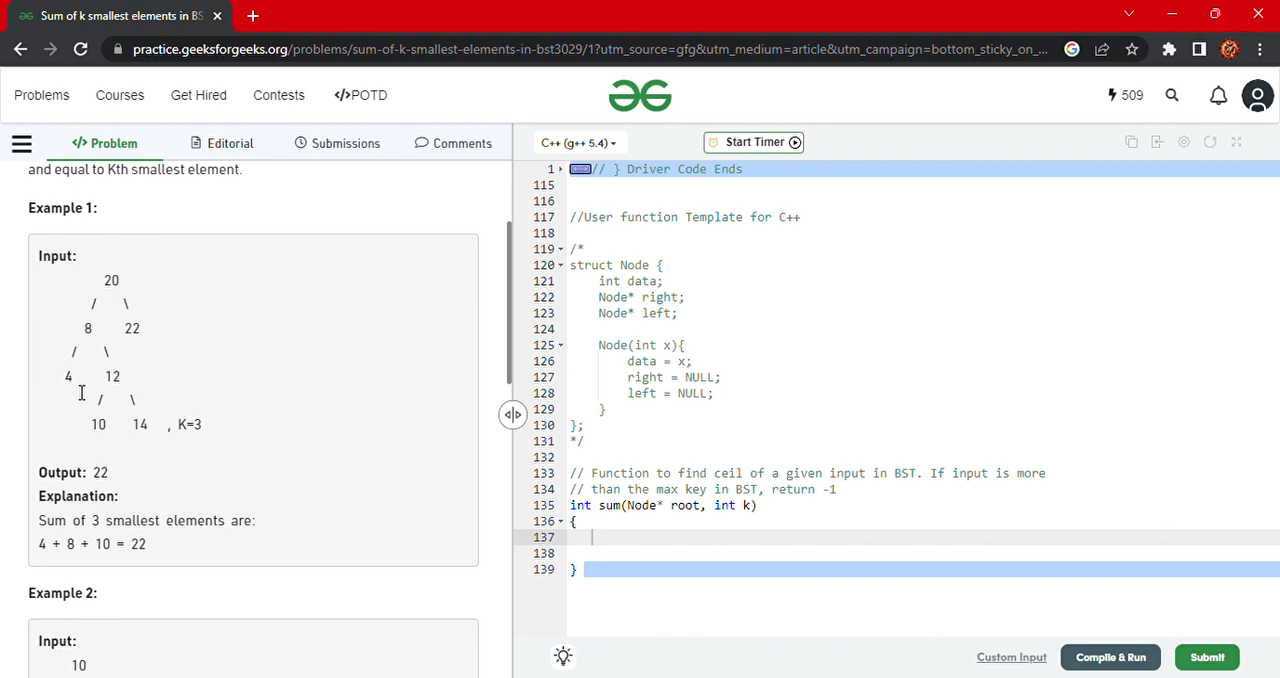 Sum of k smallest elements in BS
practice.geeksforgeeks.org/problems/sum-of-k-smallest-elements-in-bst3029/1?utm_source=gfg&utm_medium=article&utm_campaign=bottom_sticky_on_...
Problems Courses Get Hired Contests </>POTD 509
</> Problem Editorial Submissions Comments
C++ (g++ 5.4) Start Timer
and equal to Kth smallest element.
Example 1:
Input:
20
/ \
8 22
/ \
4 12
/ \
10 14 , K=3
Output: 22
Explanation:
Sum of 3 smallest elements are:
4 + 8 + 10 = 22
Example 2:
Input:
10
1 // } Driver Code Ends
115
116
117 //User function Template for C++
118
119 /*
120 struct Node {
121 int data;
122 Node* right;
123 Node* left;
124
125 Node(int x){
126 data = x;
127 right = NULL;
128 left = NULL;
129 }
130 };
131 */
132
133 // Function to find ceil of a given input in BST. If input is more
134 // than the max key in BST, return -1
135 int sum(Node* root, int k)
136 {
137
138
139 }
Custom Input Compile & Run Submit